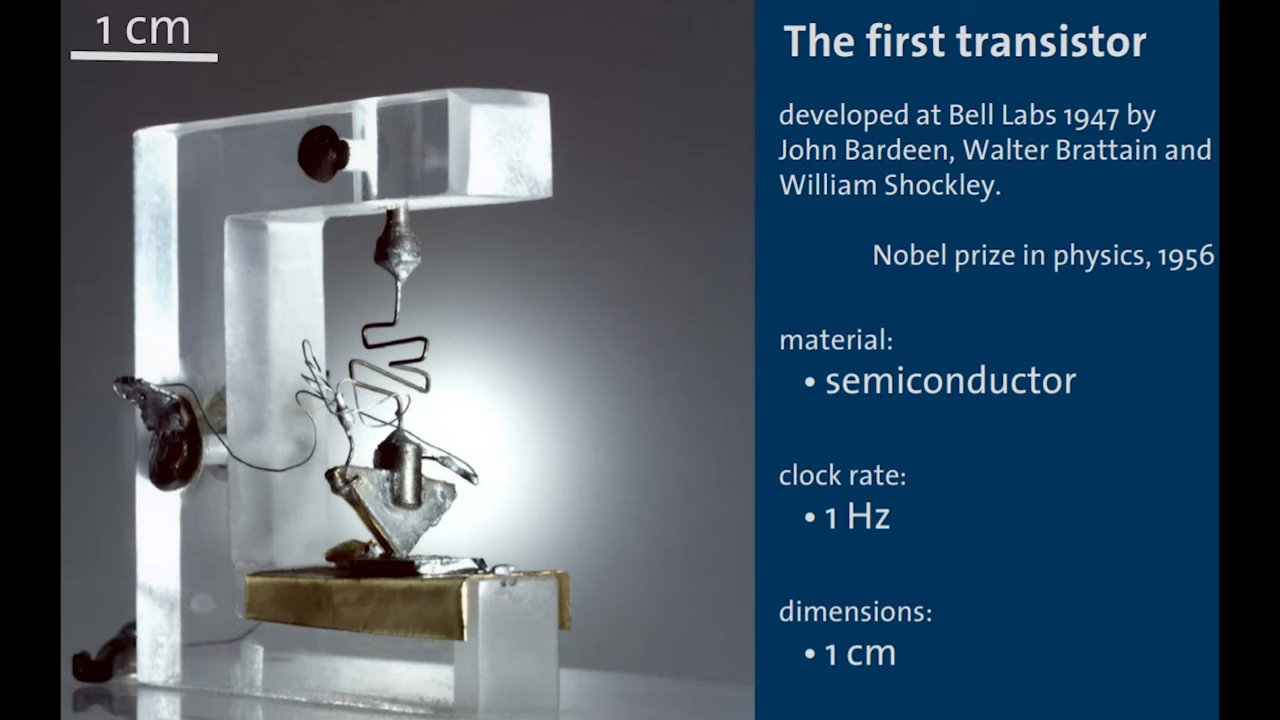 1 cm
The first transistor
developed at Bell Labs 1947 by
John Bardeen, Walter Brattain and
William Shockley.
Nobel prize in physics, 1956
material:
• semiconductor
clock rate:
• 1 Hz
dimensions:
• 1 cm